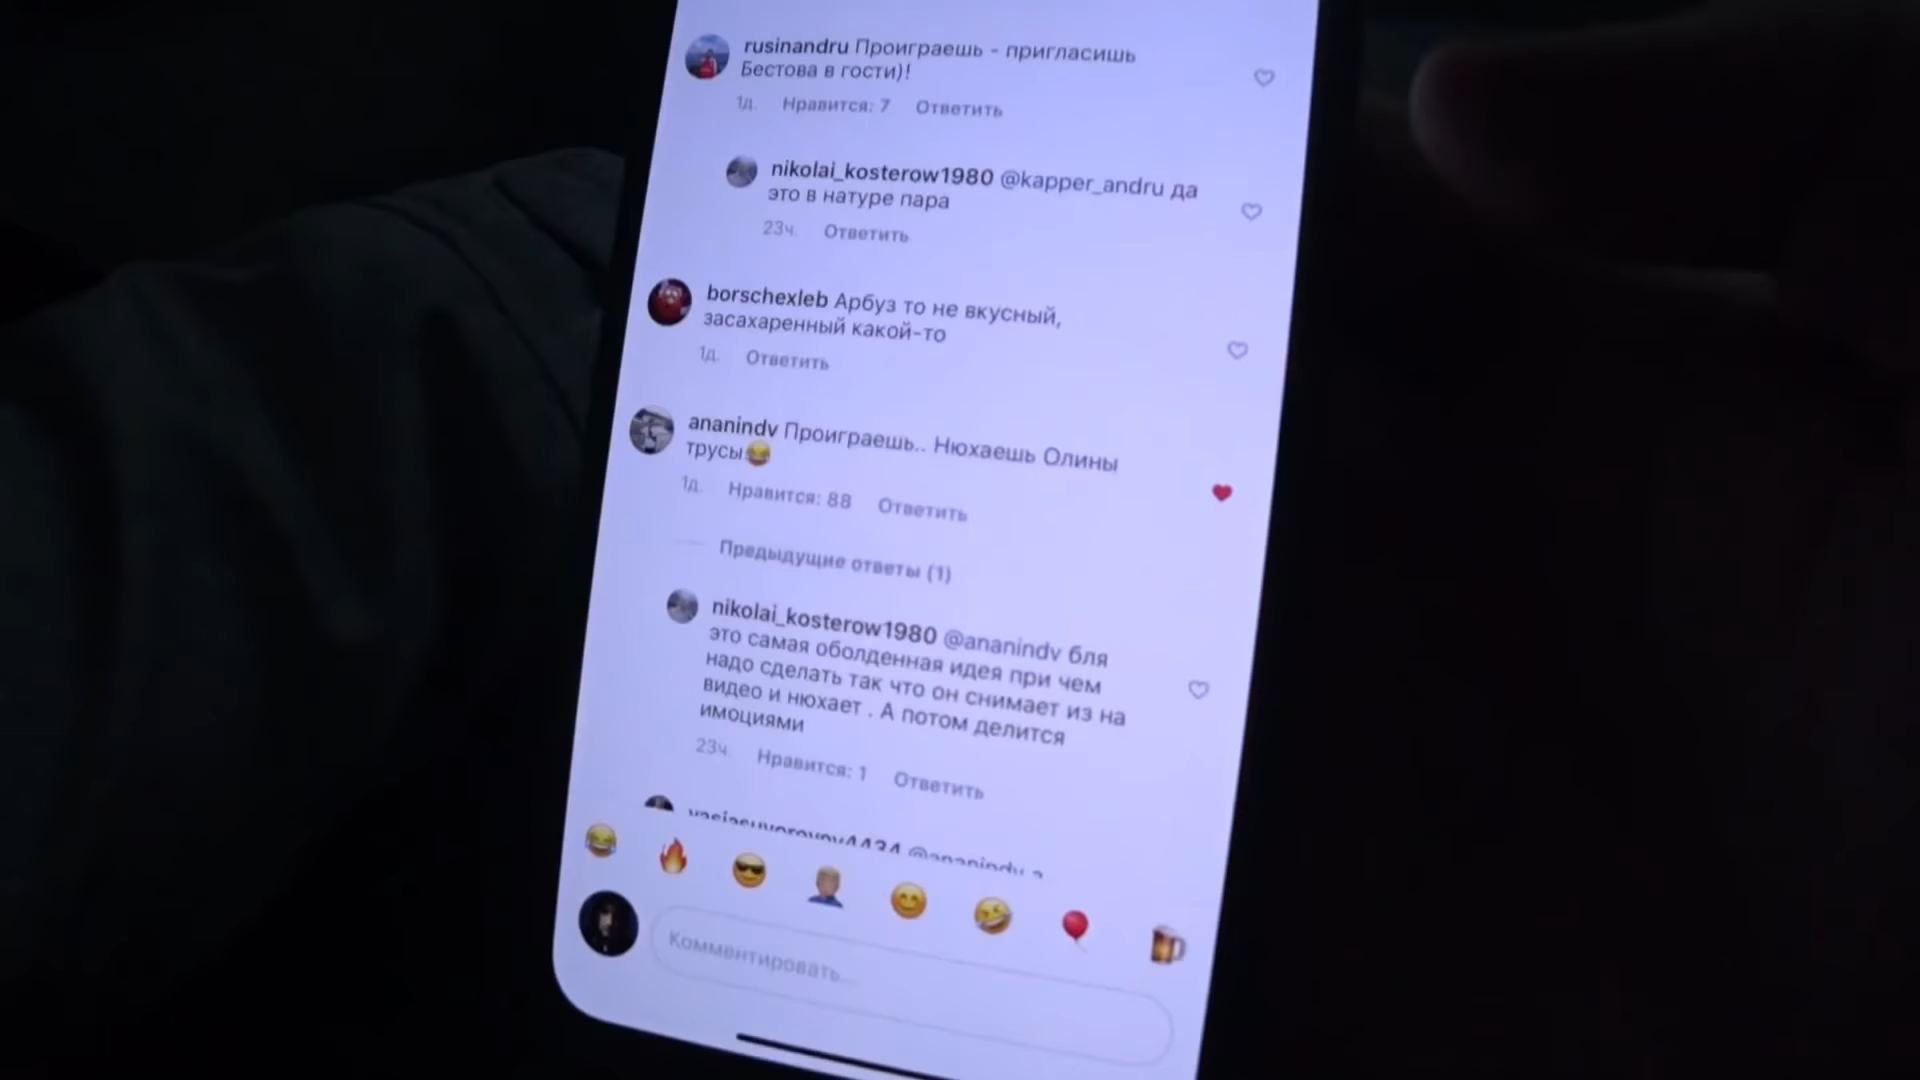 rusinandru Проиграешь - пригласишь
Бестова в гости)!
1д. Нравится: 7 Ответить
nikolai_kosterow1980 @kapper_andru да
это в натуре пара
23ч. Ответить
borschexleb Арбуз то не вкусный,
засахаренный какой-то
1д. Ответить
ananindv Проиграешь.. Нюхаешь Олины
трусы😂
1д. Нравится: 88 Ответить
Предыдущие ответы (1)
nikolai_kosterow1980 @ananindv бля
это самая оболденная идея при чем
надо сделать так что он снимает из на
видео и нюхает . А потом делится
имоциями
23ч. Нравится: 1 Ответить
@ananindv
Комментировать...